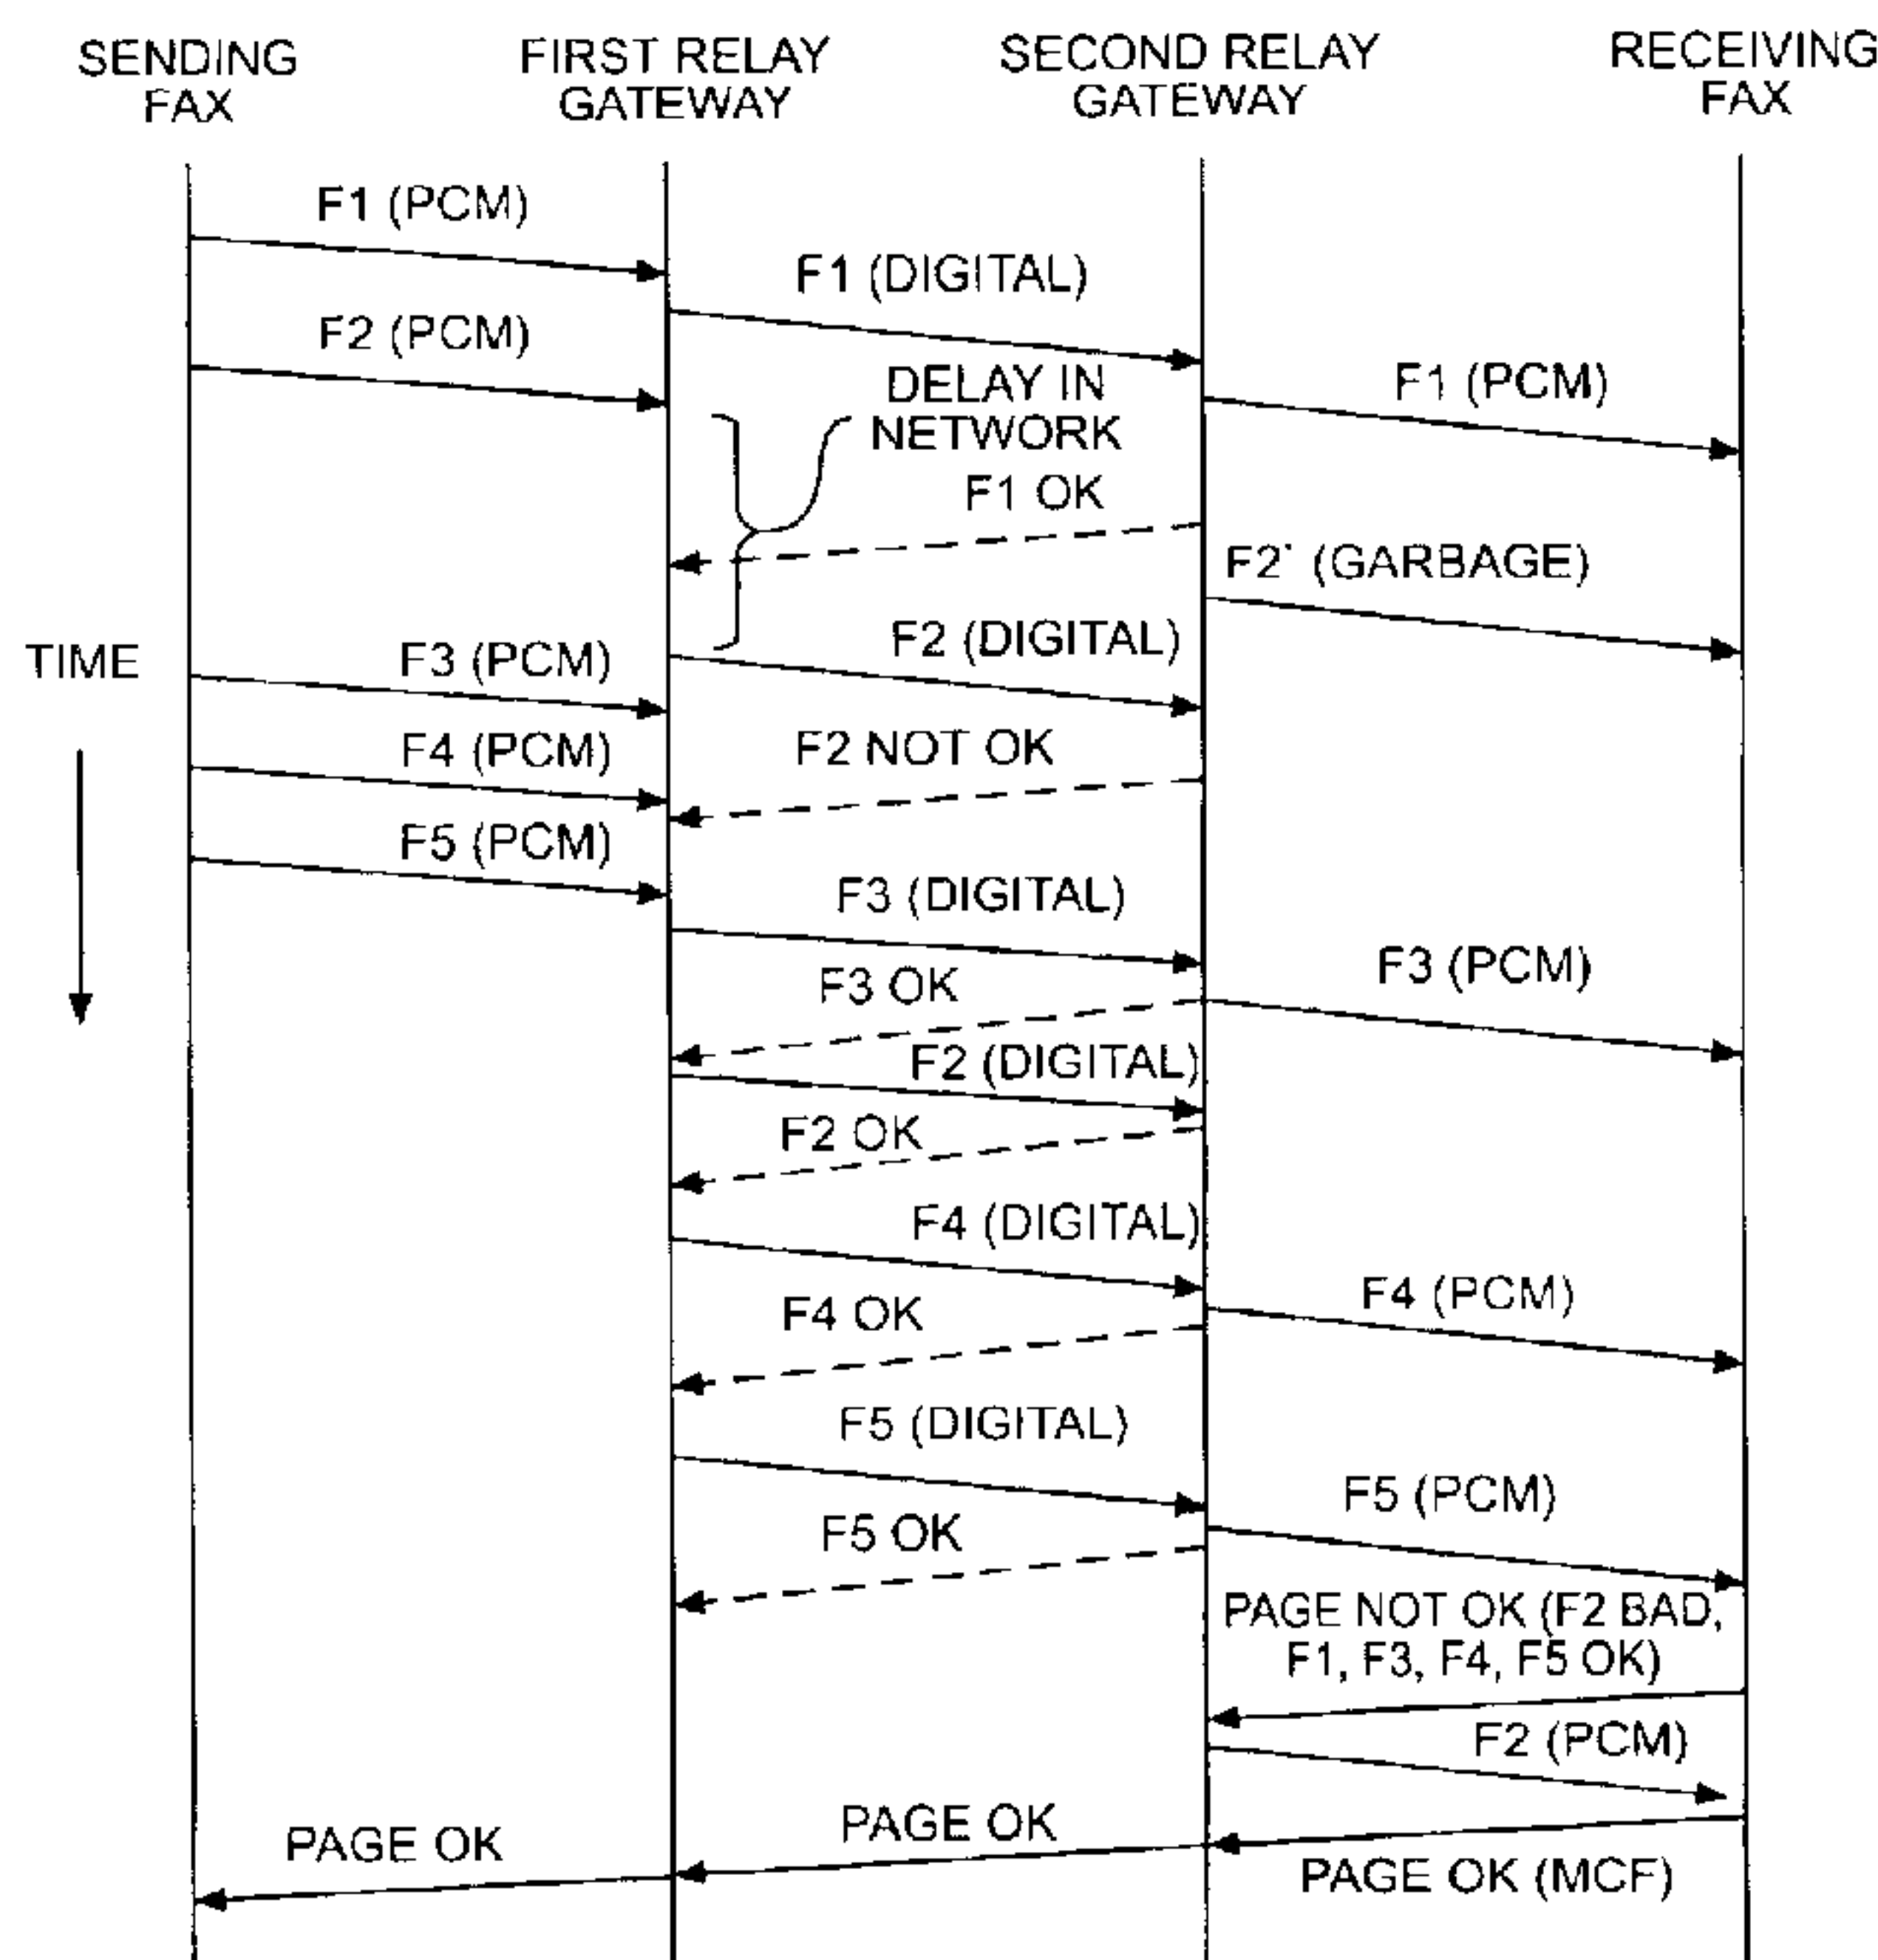 SENDING
FAX
FIRST RELAY
GATEWAY
SECOND RELAY
GATEWAY
RECEIVING
FAX
F1 (PCM)
F1 (DIGITAL)
F2 (PCM)
DELAY IN
NETWORK
F1 (PCM)
F1 OK
F2' (GARBAGE)
TIME
F3 (PCM)
F2 (DIGITAL)
F4 (PCM)
F2 NOT OK
F5 (PCM)
F3 (DIGITAL)
F3 (PCM)
F3 OK
F2 (DIGITAL)
F2 OK
F4 (DIGITAL)
F4 (PCM)
F4 OK
F5 (DIGITAL)
F5 (PCM)
F5 OK
PAGE NOT OK (F2 BAD,
F1, F3, F4, F5 OK)
F2 (PCM)
PAGE OK
PAGE OK
PAGE OK (MCF)